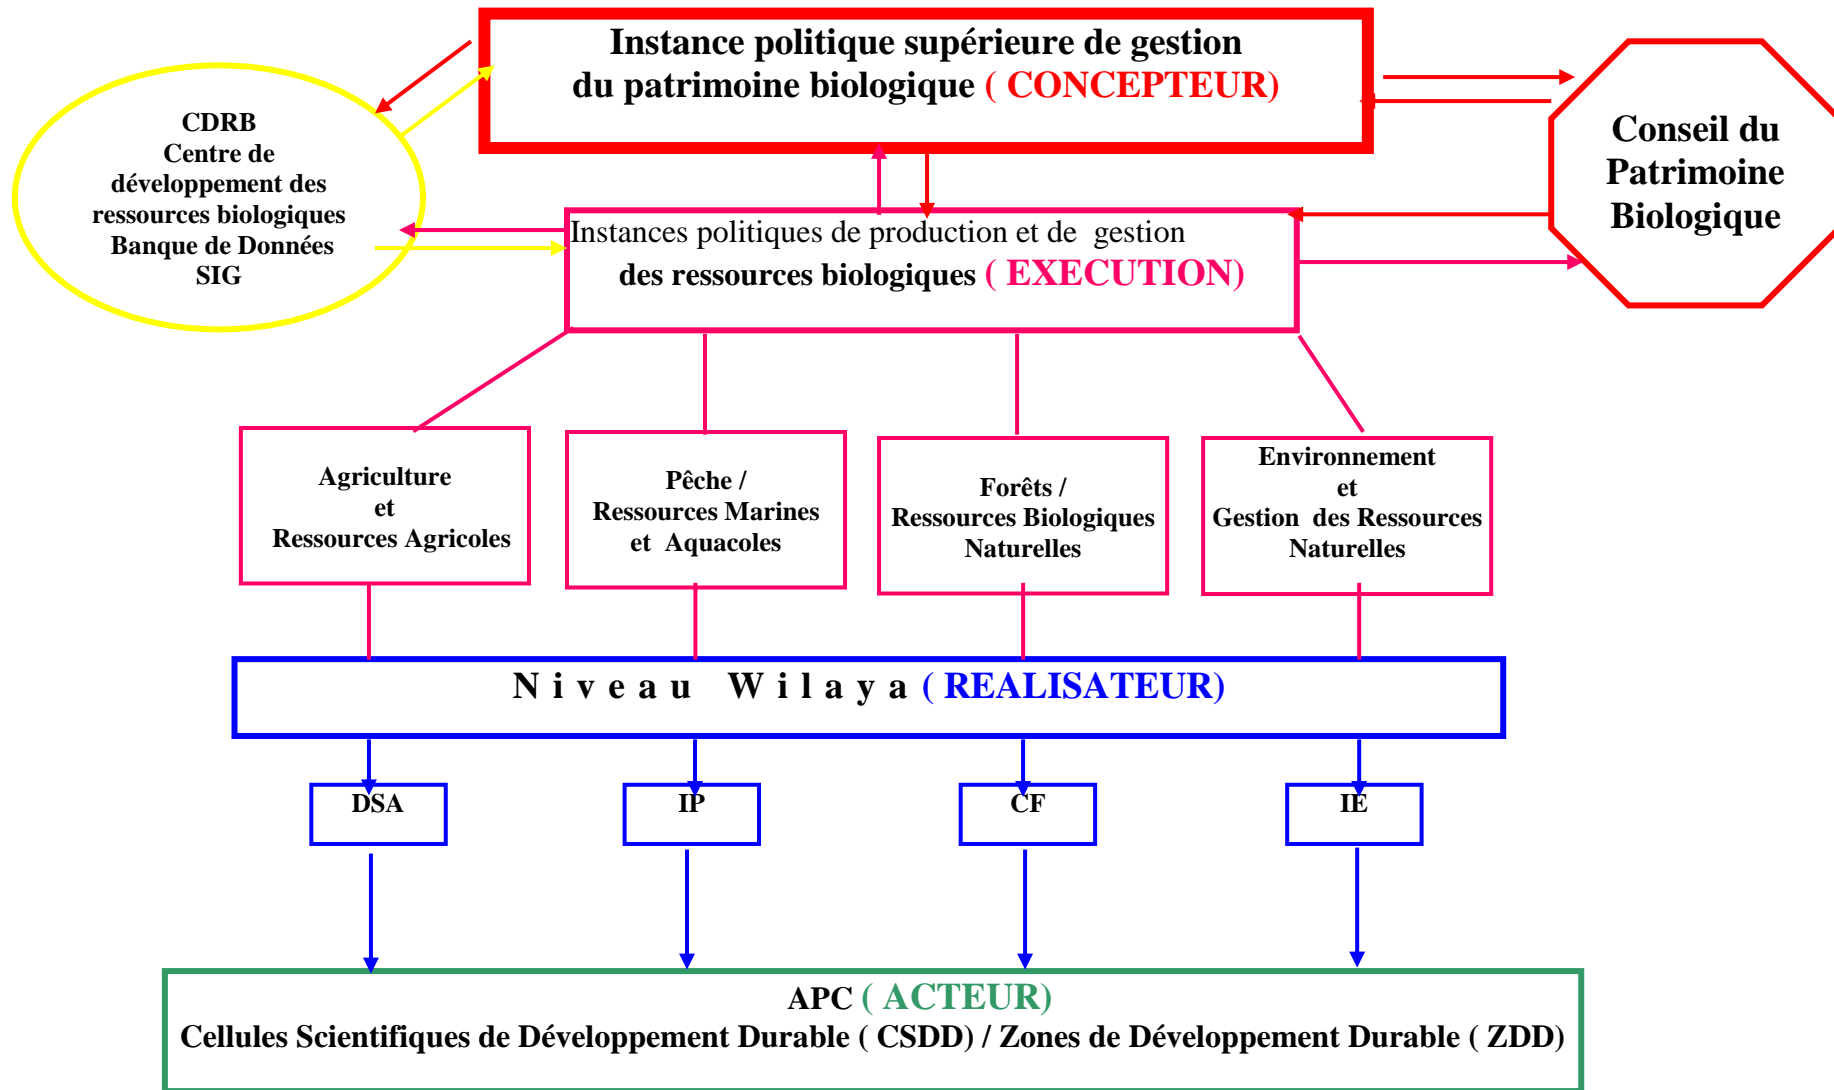 Instance politique supérieure de gestion
du patrimoine biologique ( CONCEPTEUR)
CDRB
Centre de
développement des
ressources biologiques
Banque de Données
SIG
Conseil du
Patrimoine
Biologique
Instances politiques de production et de gestion
des ressources biologiques ( EXECUTION)
Agriculture
et
Ressources Agricoles
Pêche /
Ressources Marines
et Aquacoles
Forêts /
Ressources Biologiques
Naturelles
Environnement
et
Gestion des Ressources
Naturelles
Niveau Wilaya ( REALISATEUR)
DSA
IP
CF
IE
APC ( ACTEUR)
Cellules Scientifiques de Développement Durable ( CSDD) / Zones de Développement Durable ( ZDD)